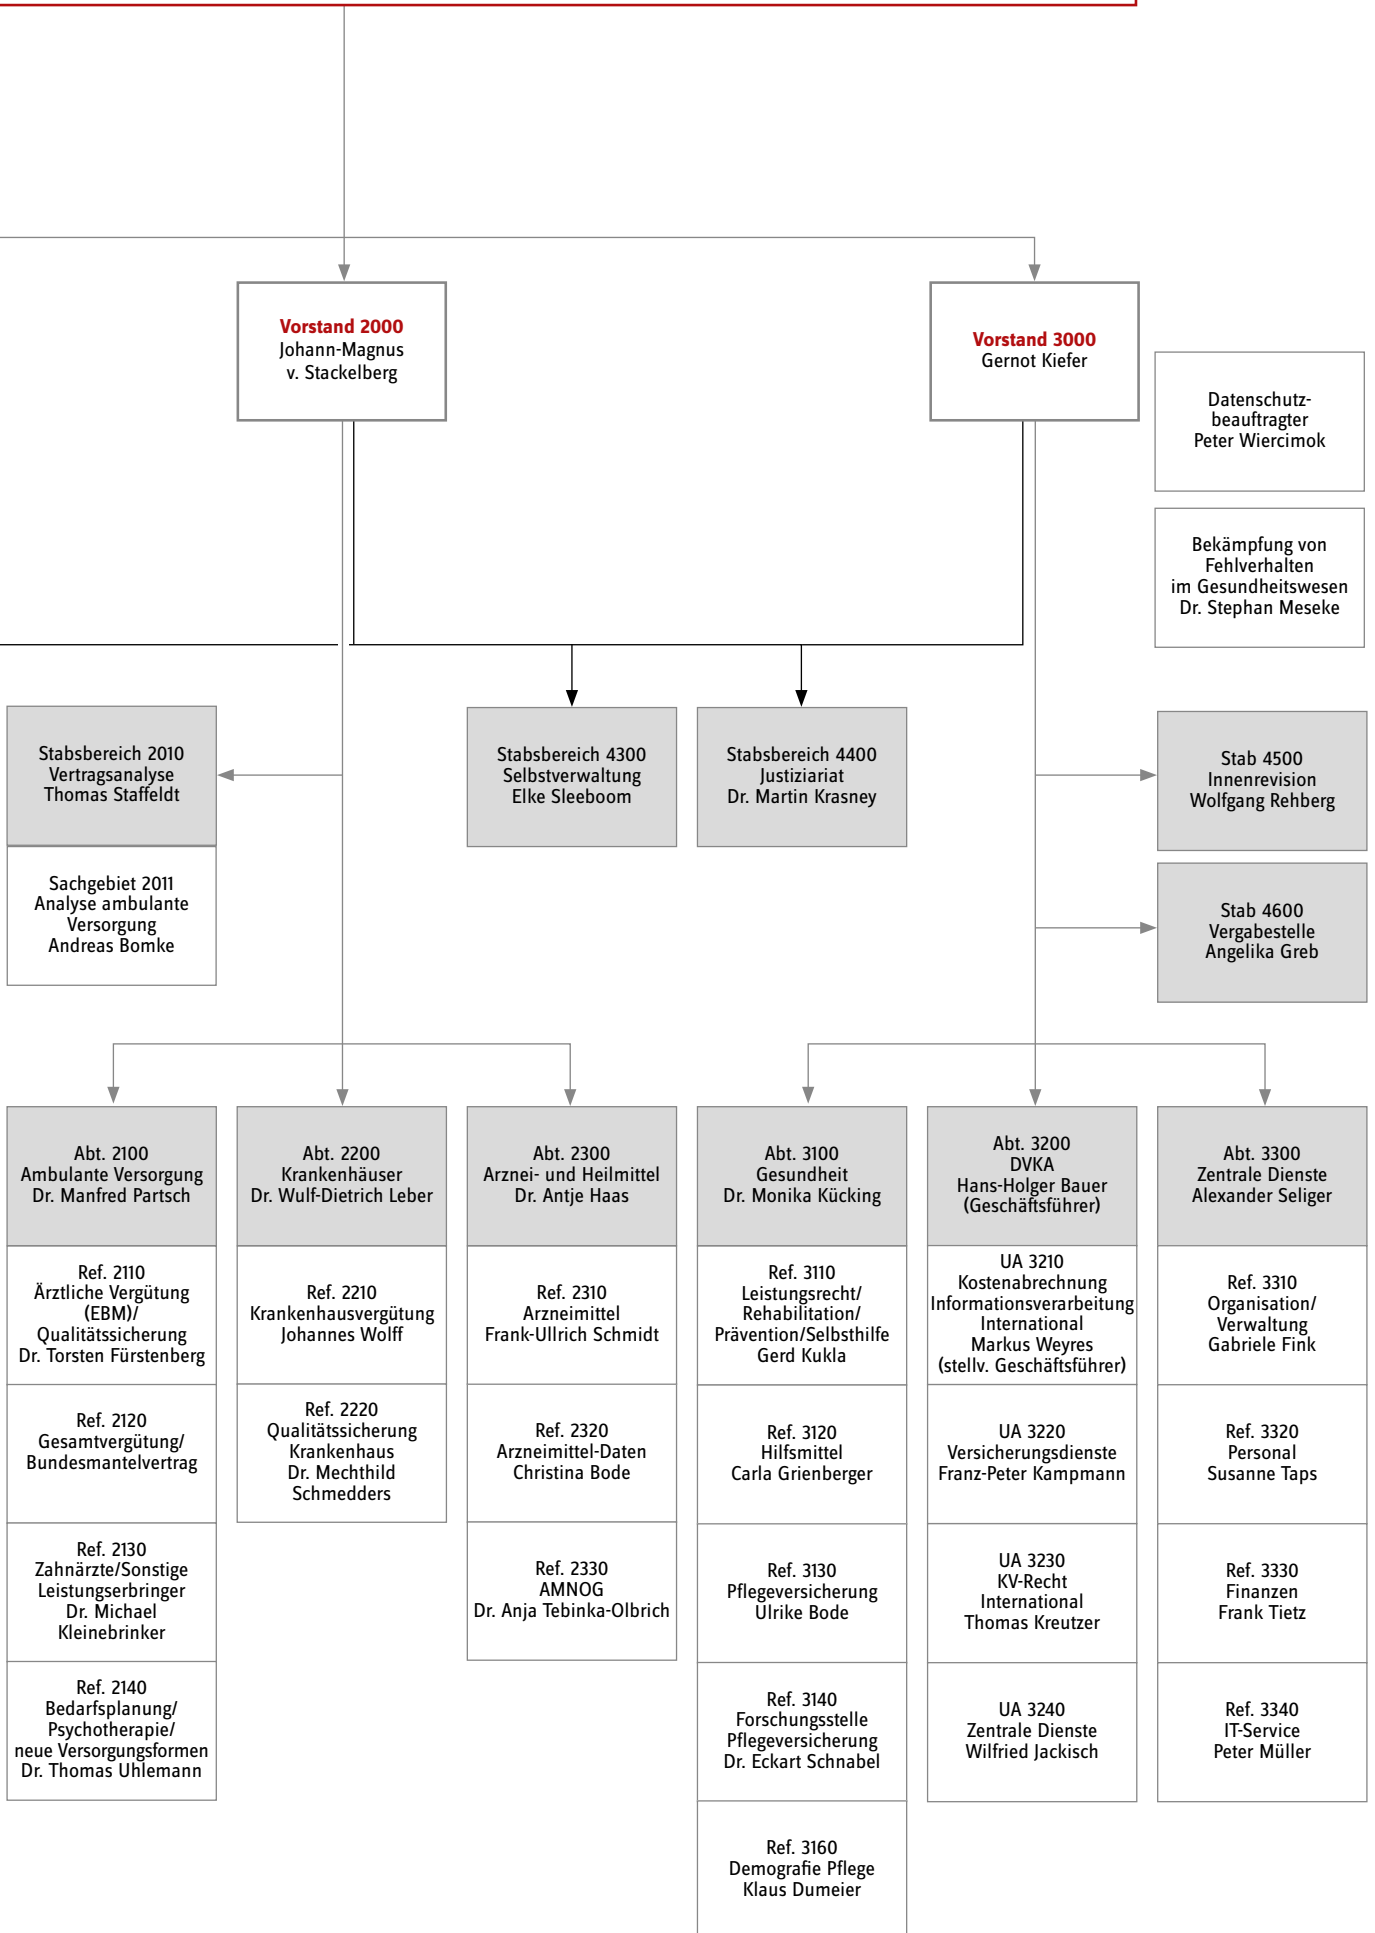 Vorstand 2000
Johann-Magnus
v. Stackelberg
Vorstand 3000
Gernot Kiefer
Datenschutz-
beauftragter
Peter Wiercimok
Bekämpfung von
Fehlverhalten
im Gesundheitswesen
Dr. Stephan Meseke
Stabsbereich 2010
Vertragsanalyse
Thomas Staffeldt
Sachgebiet 2011
Analyse ambulante
Versorgung
Andreas Bomke
Stabsbereich 4300
Selbstverwaltung
Elke Sleeboom
Stabsbereich 4400
Justiziariat
Dr. Martin Krasney
Stab 4500
Innenrevision
Wolfgang Rehberg
Stab 4600
Vergabestelle
Angelika Greb
Abt. 2100
Ambulante Versorgung
Dr. Manfred Partsch
Ref. 2110
Ärztliche Vergütung
(EBM)/
Qualitätssicherung
Dr. Torsten Fürstenberg
Ref. 2120
Gesamtvergütung/
Bundesmantelvertrag
Ref. 2130
Zahnärzte/Sonstige
Leistungserbringer
Dr. Michael
Kleinebrinker
Ref. 2140
Bedarfsplanung/
Psychotherapie/
neue Versorgungsformen
Dr. Thomas Uhlemann
Abt. 2200
Krankenhäuser
Dr. Wulf-Dietrich Leber
Ref. 2210
Krankenhausvergütung
Johannes Wolff
Ref. 2220
Qualitätssicherung
Krankenhaus
Dr. Mechthild
Schmedders
Abt. 2300
Arznei- und Heilmittel
Dr. Antje Haas
Ref. 2310
Arzneimittel
Frank-Ullrich Schmidt
Ref. 2320
Arzneimittel-Daten
Christina Bode
Ref. 2330
AMNOG
Dr. Anja Tebinka-Olbrich
Abt. 3100
Gesundheit
Dr. Monika Kücking
Ref. 3110
Leistungsrecht/
Rehabilitation/
Prävention/Selbsthilfe
Gerd Kukla
Ref. 3120
Hilfsmittel
Carla Grienberger
Ref. 3130
Pflegeversicherung
Ulrike Bode
Ref. 3140
Forschungsstelle
Pflegeversicherung
Dr. Eckart Schnabel
Ref. 3160
Demografie Pflege
Klaus Dumeier
Abt. 3200
DVKA
Hans-Holger Bauer
(Geschäftsführer)
UA 3210
Kostenabrechnung
Informationsverarbeitung
International
Markus Weyres
(stellv. Geschäftsführer)
UA 3220
Versicherungsdienste
Franz-Peter Kampmann
UA 3230
KV-Recht
International
Thomas Kreutzer
UA 3240
Zentrale Dienste
Wilfried Jackisch
Abt. 3300
Zentrale Dienste
Alexander Seliger
Ref. 3310
Organisation/
Verwaltung
Gabriele Fink
Ref. 3320
Personal
Susanne Taps
Ref. 3330
Finanzen
Frank Tietz
Ref. 3340
IT-Service
Peter Müller